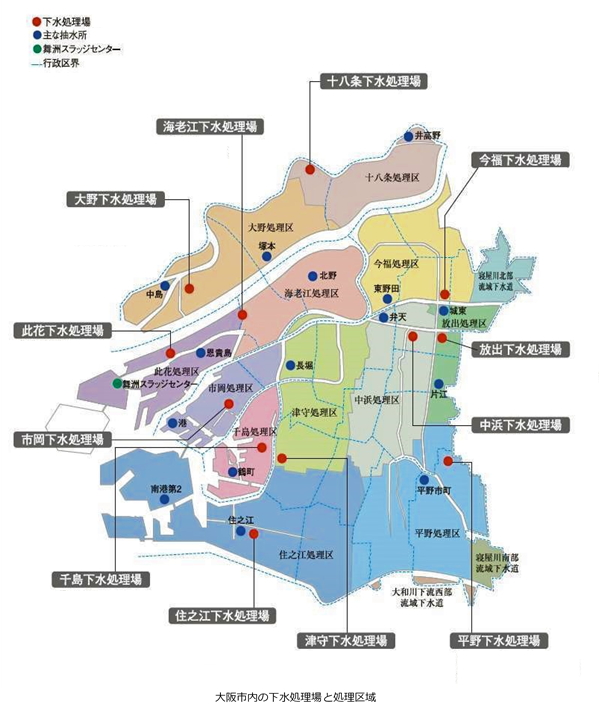 下水処理場
主な抽水所
舞洲スラッジセンター
行政区界
十八条下水処理場
海老江下水処理場
井高野
今福下水処理場
十八条処理区
大野下水処理場
大野処理区
塚本
今福処理区
寝屋川北部
流域下水道
北野
中島
海老江処理区
東野田
城東
弁天
放出処理区
此花下水処理場
恩貴島
放出下水処理場
長堀
此花処理区
舞洲スラッジセンター
市岡処理区
片江
中浜処理区
津守処理区
港
千島処理区
中浜下水処理場
市岡下水処理場
鶴町
平野市町
平野下水処理場
南港第2
住之江
平野処理区
住之江処理区
寝屋川南部
流域下水道
千島下水処理場
大和川下流西部
流域下水道
住之江下水処理場
津守下水処理場
平野下水処理場
大阪市内の下水処理場と処理区域